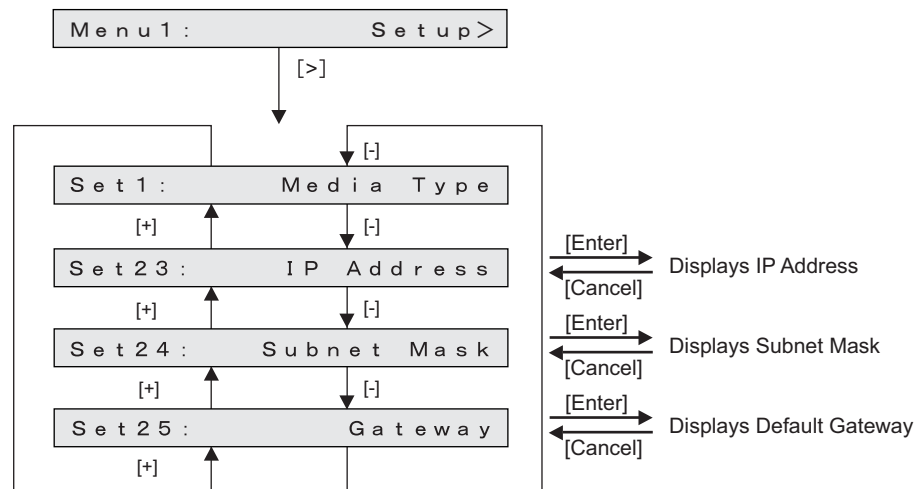 Menu1: Setup>
[>]
[-]
Set1: Media Type
[+] [-]
Set23: IP Address
[Enter]
[Cancel]
Displays IP Address
[+] [-]
Set24: Subnet Mask
[Enter]
[Cancel]
Displays Subnet Mask
[+] [-]
Set25: Gateway
[Enter]
[Cancel]
Displays Default Gateway
[+]